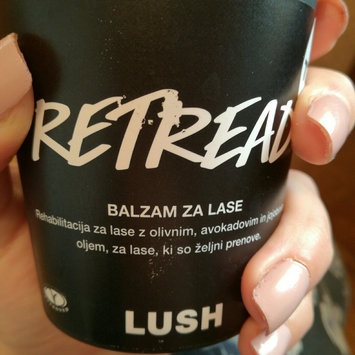 RETREAD
BALZAM ZA LASE
Rehabilitacija za lase z olivnim, avokadovim in
oljem, za lase, ki so željni prenove.
LUSH